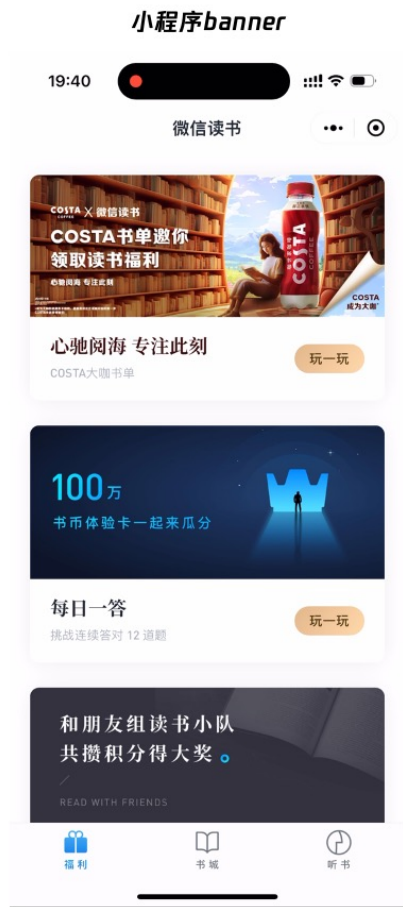 小程序banner
19:40
微信读书
COSTA COFFEE X 微信读书
COSTA书单邀你
领取读书福利
心驰阅海 专注此刻
COSTA COFFEE
COSTA
成为大咖
心驰阅海 专注此刻
COSTA大咖书单
玩一玩
100万
书币体验卡一起来瓜分
每日一答
挑战连续答对 12 道题
玩一玩
和朋友组读书小队
共攒积分得大奖。
READ WITH FRIENDS
福利
书城
听书